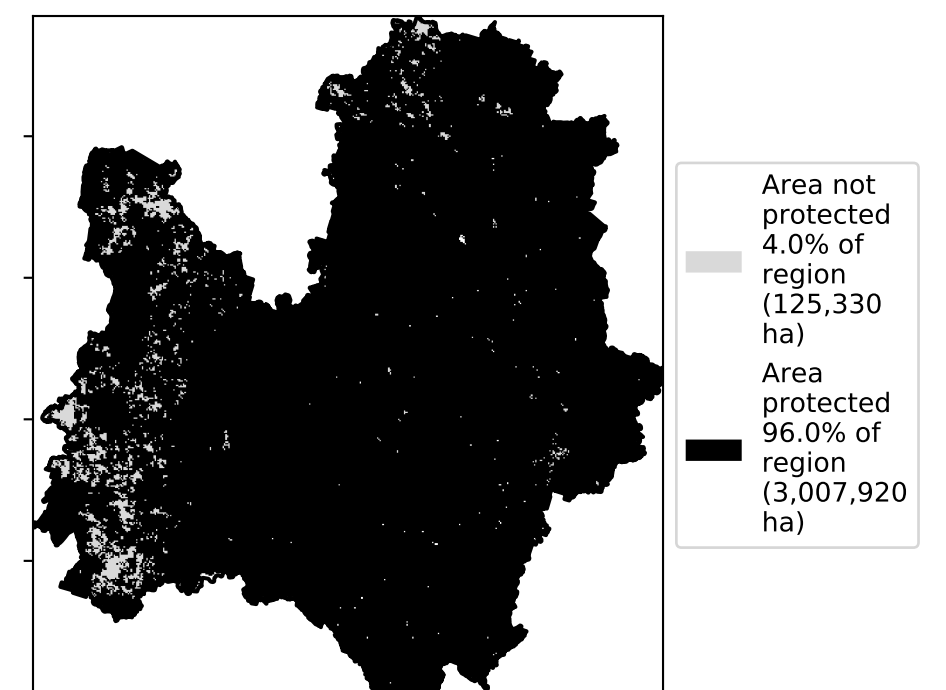 Area not
protected
4.0% of
region
(125,330
ha)
Area
protected
96.0% of
region
(3,007,920
ha)